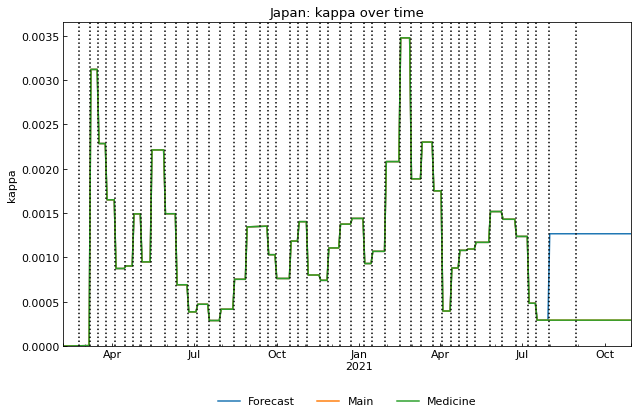 Japan: kappa over time
kappa
0.0035
0.0030
0.0025
0.0020
0.0015
0.0010
0.0005
0.0000
Apr Jul Oct Jan Apr Jul Oct
2021
Forecast Main Medicine